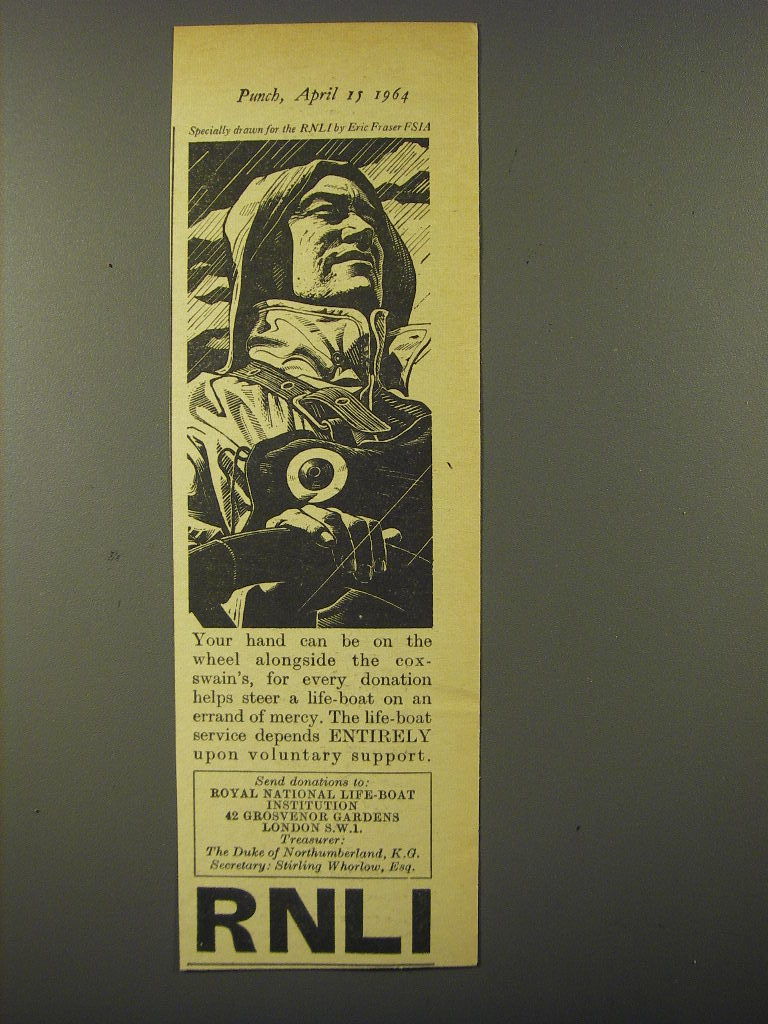 Punch, April 15 1964
Specially drawn for the RNLI by Eric Fraser FSIA
Your hand can be on the
wheel alongside the cox-
swain's, for every donation
helps steer a life-boat on an
errand of mercy. The life-boat
service depends ENTIRELY
upon voluntary support.
Send donations to:
ROYAL NATIONAL LIFE-BOAT
INSTITUTION
42 GROSVENOR GARDENS
LONDON S.W.1.
Treasurer:
The Duke of Northumberland, K.G.
Secretary: Stirling Whorlow, Esq.
RNLI